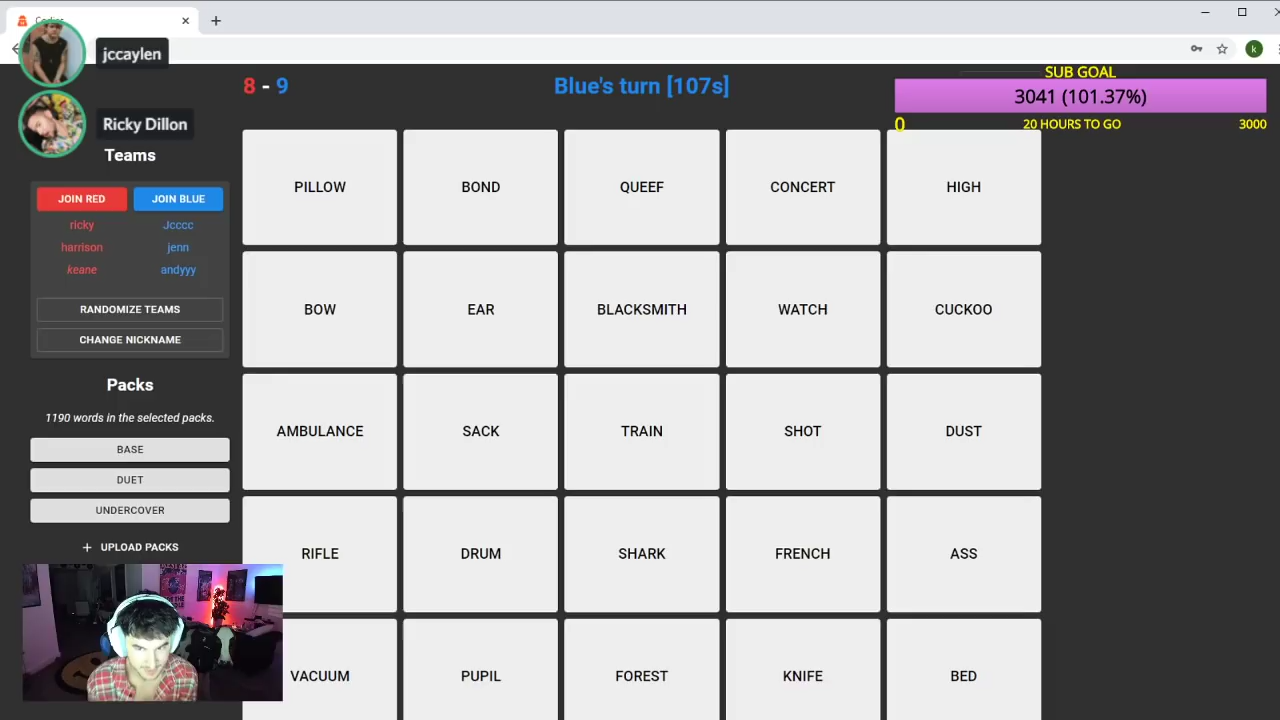 jccaylen
Ricky Dillon
8 - 9
Blue's turn [107s]
SUB GOAL
3041 (101.37%)
0
20 HOURS TO GO
3000
k
Teams
JOIN RED
JOIN BLUE
ricky
Jcccc
harrison
jenn
keane
andyyy
RANDOMIZE TEAMS
CHANGE NICKNAME
Packs
1190 words in the selected packs.
BASE
DUET
UNDERCOVER
+ UPLOAD PACKS
PILLOW
BOND
QUEEF
CONCERT
HIGH
BOW
EAR
BLACKSMITH
WATCH
CUCKOO
AMBULANCE
SACK
TRAIN
SHOT
DUST
RIFLE
DRUM
SHARK
FRENCH
ASS
VACUUM
PUPIL
FOREST
KNIFE
BED